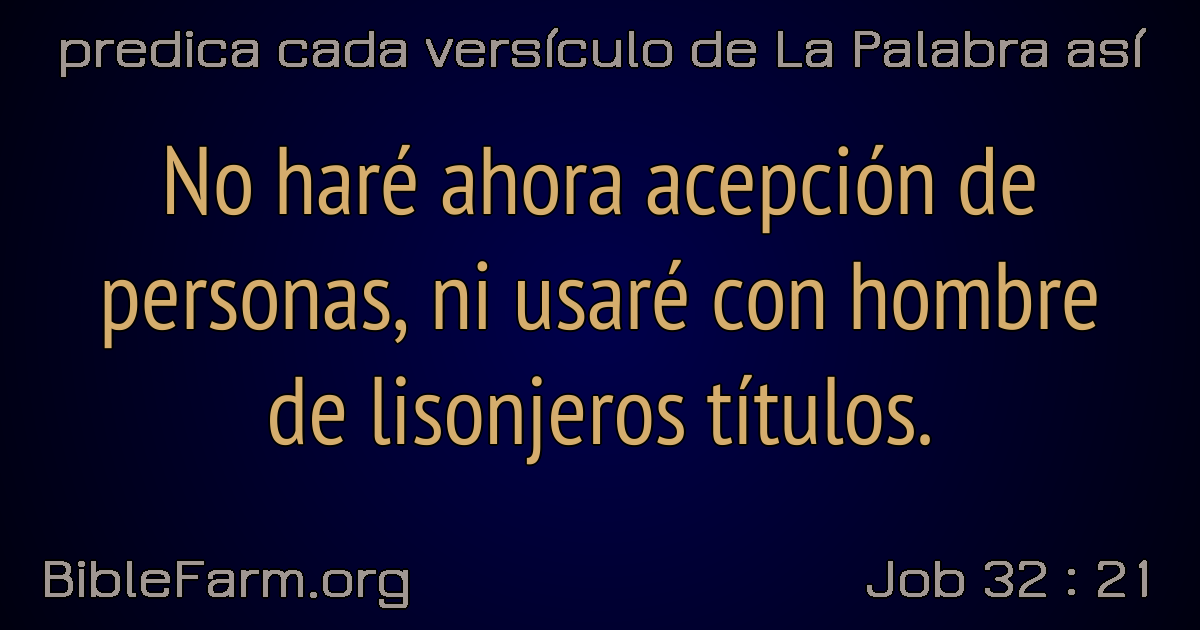 predica cada versículo de La Palabra así
No haré ahora acepción de
personas, ni usaré con hombre
de lisonjeros títulos.
BibleFarm.org
Job 32 : 21